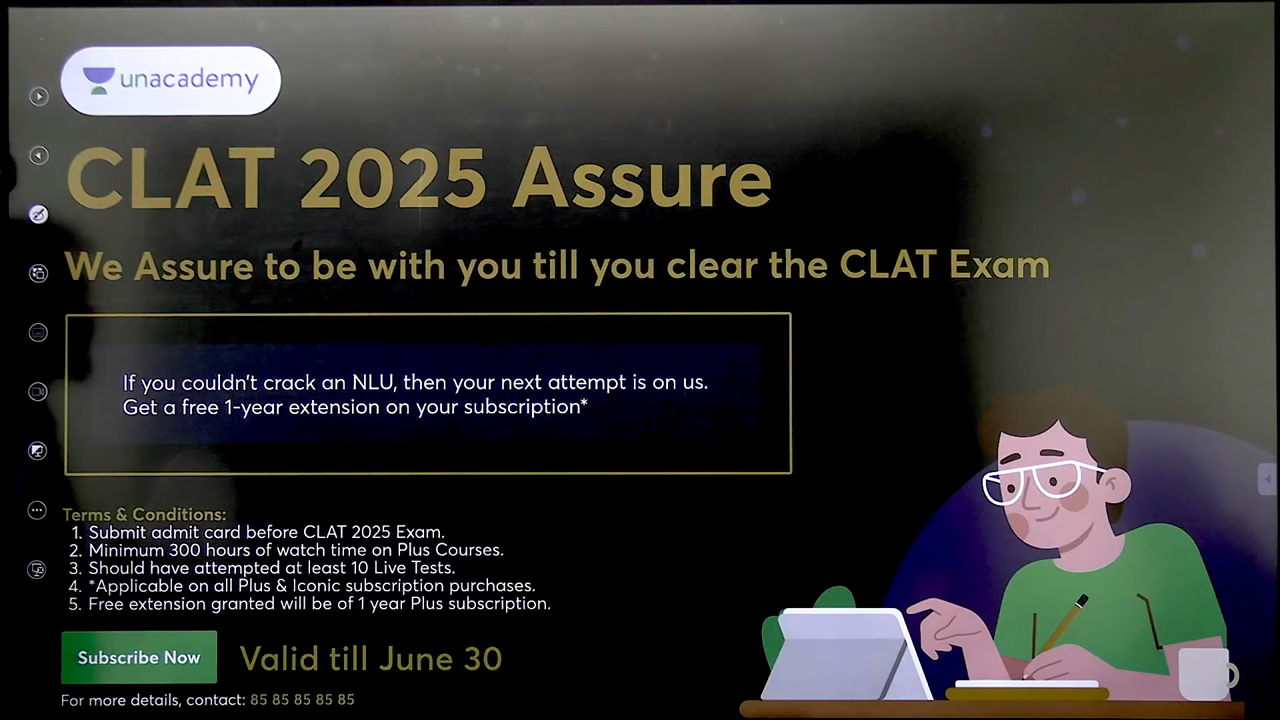 unacademy
CLAT 2025 Assure
We Assure to be with you till you clear the CLAT Exam
If you couldn't crack an NLU, then your next attempt is on us.
Get a free 1-year extension on your subscription*
Terms & Conditions:
1. Submit admit card before CLAT 2025 Exam.
2. Minimum 300 hours of watch time on Plus Courses.
3. Should have attempted at least 10 Live Tests.
4. *Applicable on all Plus & Iconic subscription purchases.
5. Free extension granted will be of 1 year Plus subscription.
Subscribe Now
Valid till June 30
For more details, contact: 85 85 85 85 85